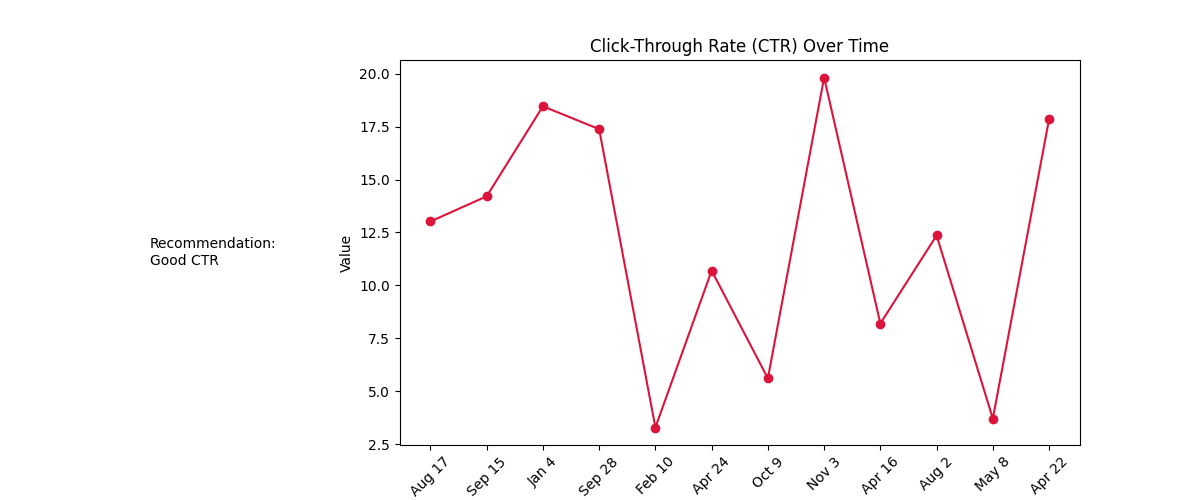 Click-Through Rate (CTR) Over Time
Recommendation:
Good CTR
Value
20.0
17.5
15.0
12.5
10.0
7.5
5.0
2.5
Aug 17
Sep 15
Jan 4
Sep 28
Feb 10
Apr 24
Oct 9
Nov 3
Apr 16
Aug 2
May 8
Apr 22